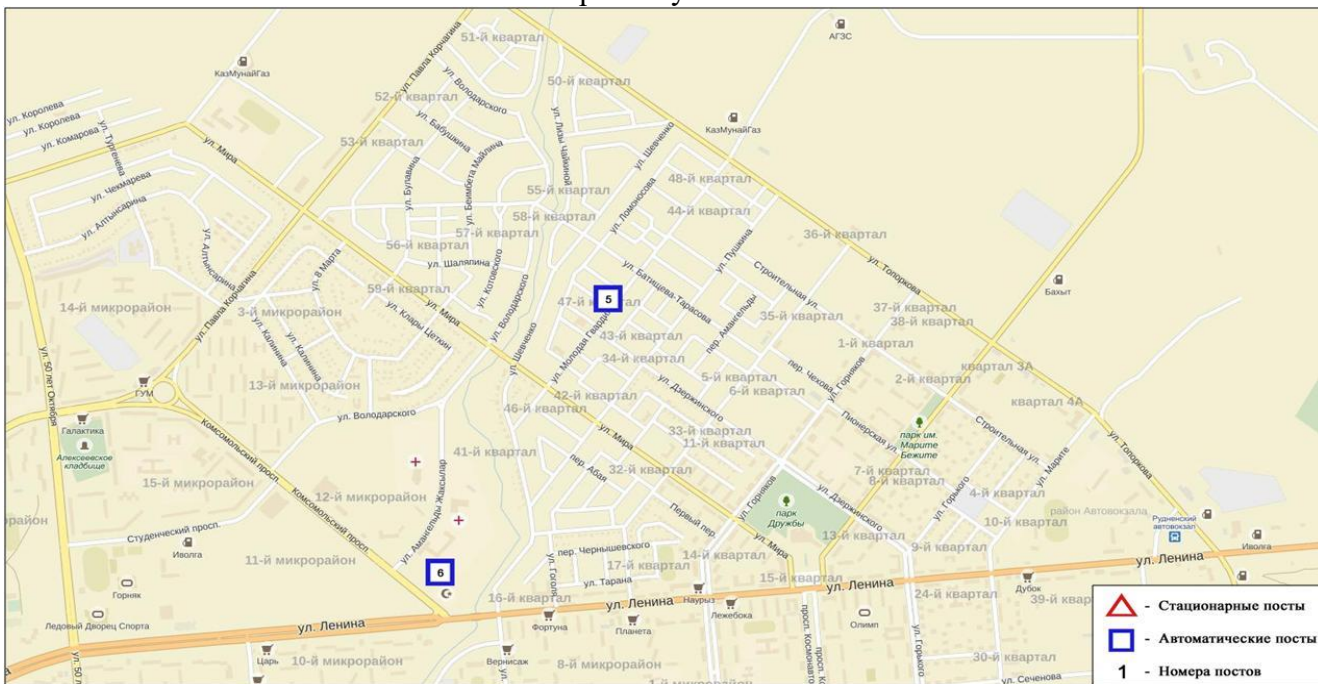 51-й квартал
АГЗС
КазМунайГаз
ул. Павла Корчагина
ул. Володарского
50-й квартал
52-й квартал
ул. Королева
ул. Королева
ул. Комарова
ул. Тургенева
ул. Мира
53-й квартал
ул. Бабушкина
ул. Лизы Чайкиной
ул. Шевченко
КазМунайГаз
ул. Чекмарева
ул. Булавина
ул. Беимбета Майлина
55-й квартал
48-й квартал
ул. Алтынсарина
ул. Ломоносова
44-й квартал
58-й квартал
57-й квартал
36-й квартал
ул. Алтынсарина
ул. 8 Марта
56-й квартал
ул. Шаляпина
ул. Пушкина
ул. Топоркова
ул. Батищева-Тарасова
Строительная ул.
Бахыт
59-й квартал
ул. Котовского
ул. Володарского
14-й микрорайон
3-й микрорайон
ул. Павла Корчагина
ул. Мира
ул. Клары Цеткин
47-й квартал
5
37-й квартал
38-й квартал
35-й квартал
пер. Амангельды
43-й квартал
1-й квартал
ул. Калинина
ул. Калинина
ул. Шевченко
34-й квартал
ул. 50 лет Октября
13-й микрорайон
5-й квартал
пер. Чехова
ул. Горняков
2-й квартал
квартал 3А
6-й квартал
ГУМ
42-й квартал
ул. Дзержинского
квартал 4А
ул. Володарского
46-й квартал
Пионерская ул.
парк им.
Марите
Бежите
Строительная ул.
Галактика
Комсомольский просп.
ул. Мира
33-й квартал
11-й квартал
ул. Топоркова
ул. Марите
Алексеевское
кладбище
41-й квартал
пер. Абая
32-й квартал
7-й квартал
8-й квартал
15-й микрорайон
12-й микрорайон
Комсомольский просп.
ул. Амангельды Жаксылар
ул. Горняков
парк
Дружбы
ул. Дзержинского
ул. Горького
4-й квартал
Первый пер.
район Автовокзала
10-й квартал
Рудненский
автовокзал
Студенческий просп.
Иволга
13-й квартал
ул. Мира
9-й квартал
Иволга
пер. Чернышевского
14-й квартал
11-й микрорайон
17-й квартал
ул. Ленина
6
ул. Гоголя
ул. Тарана
15-й квартал
ул. Ленина
Горняк
16-й квартал
ул. Ленина
Наурыз
Дубок
24-й квартал
Лежебока
Олимп
Ледовый Дворец Спорта
ул. Ленина
Фортуна
Планета
Царь
10-й микрорайон
Вернисаж
8-й микрорайон
ул. Горького
30-й квартал
ул. Сеченова
- Стационарные посты
- Автоматические посты
1 - Номера постов